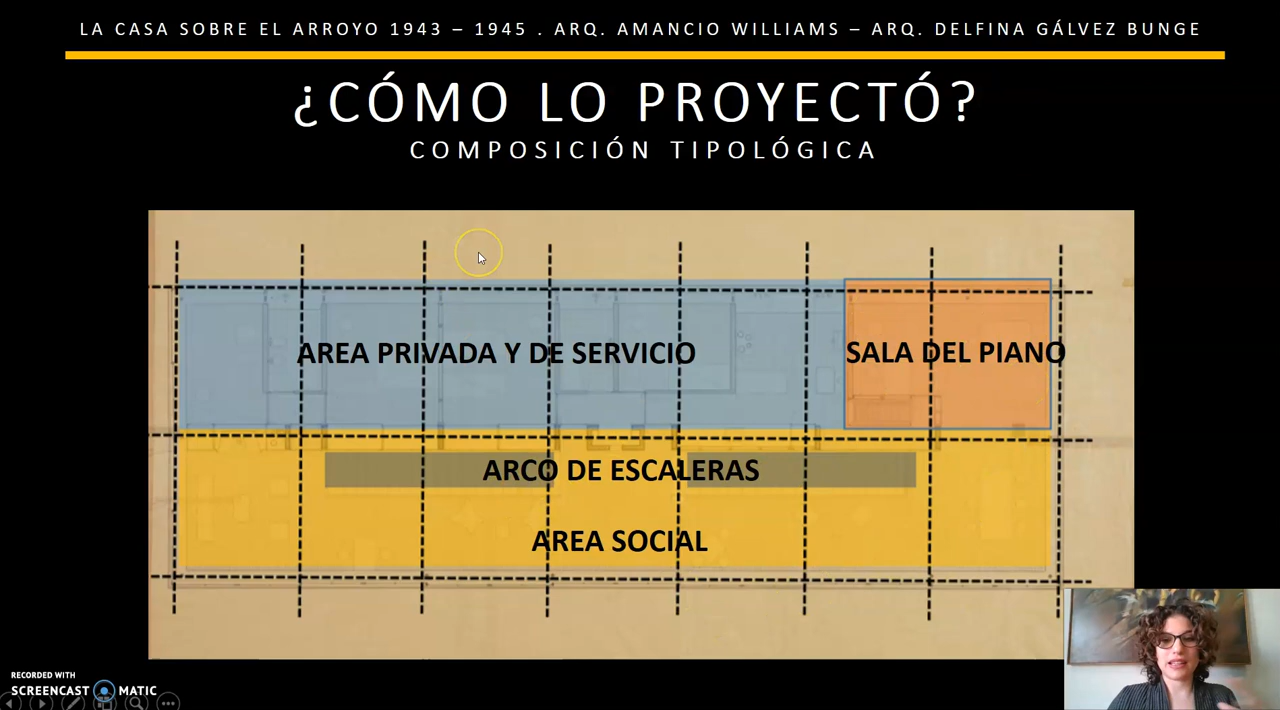 LA CASA SOBRE EL ARROYO 1943 – 1945 . ARQ. AMANCIO WILLIAMS – ARQ. DELFINA GÁLVEZ BUNGE
¿CÓMO LO PROYECTÓ?
COMPOSICIÓN TIPOLÓGICA
AREA PRIVADA Y DE SERVICIO
SALA DEL PIANO
ARCO DE ESCALERAS
AREA SOCIAL
RECORDED WITH
SCREENCAST MATIC